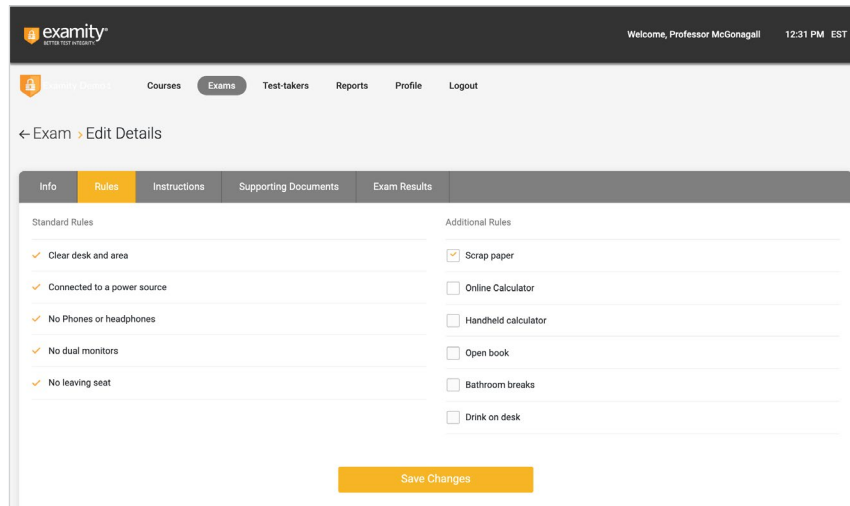 examity®
BETTER TEST INTEGRITY.
Welcome, Professor McGonagall 12:31 PM EST
Examity Demo
Courses Exams Test-takers Reports Profile Logout
←Exam > Edit Details
Info Rules Instructions Supporting Documents Exam Results
Standard Rules
Clear desk and area
Connected to a power source
No Phones or headphones
No dual monitors
No leaving seat
Additional Rules
Scrap paper
Online Calculator
Handheld calculator
Open book
Bathroom breaks
Drink on desk
Save Changes